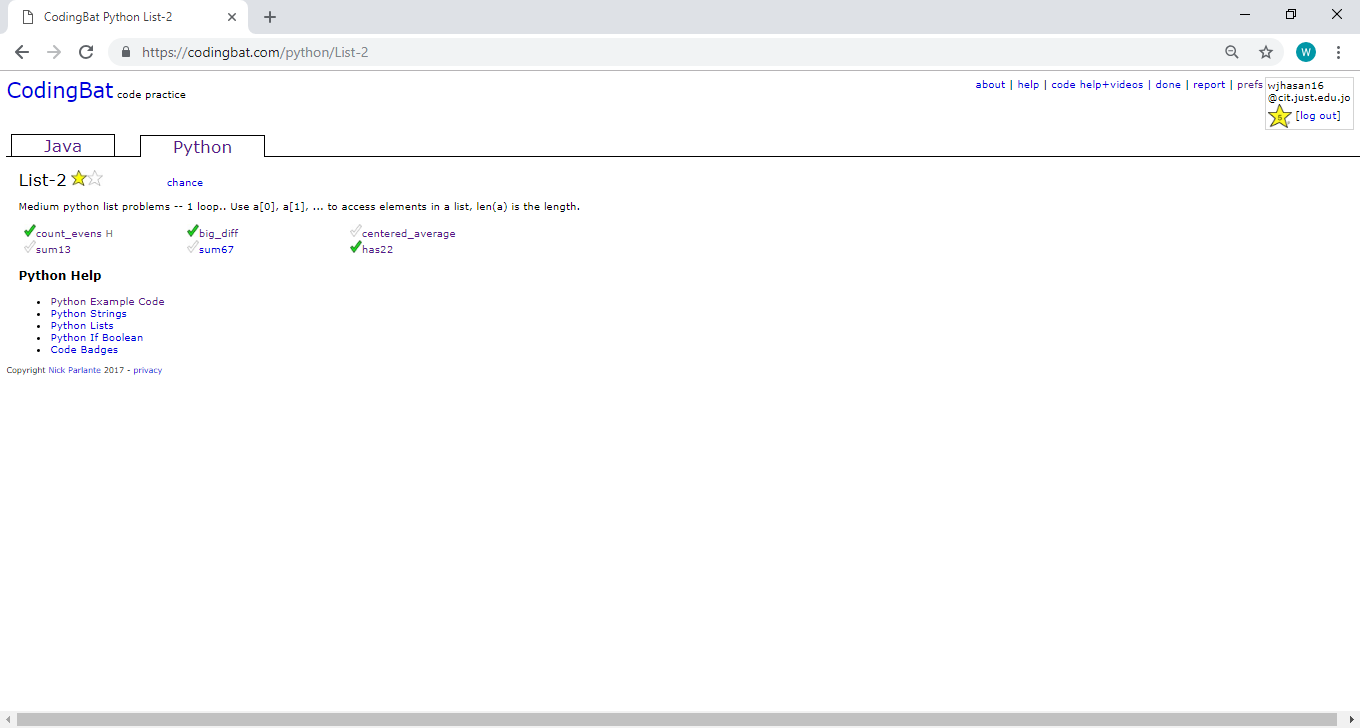 CodingBat Python List-2
https://codingbat.com/python/List-2
W
CodingBat code practice
about | help | code help+videos | done | report | prefs
wjhasan16
@cit.just.edu.jo
[log out]
Java
Python
List-2
chance
Medium python list problems -- 1 loop.. Use a[0], a[1], ... to access elements in a list, len(a) is the length.
count_evens H big_diff centered_average
sum13 sum67 has22
Python Help
Python Example Code
Python Strings
Python Lists
Python If Boolean
Code Badges
Copyright Nick Parlante 2017 - privacy